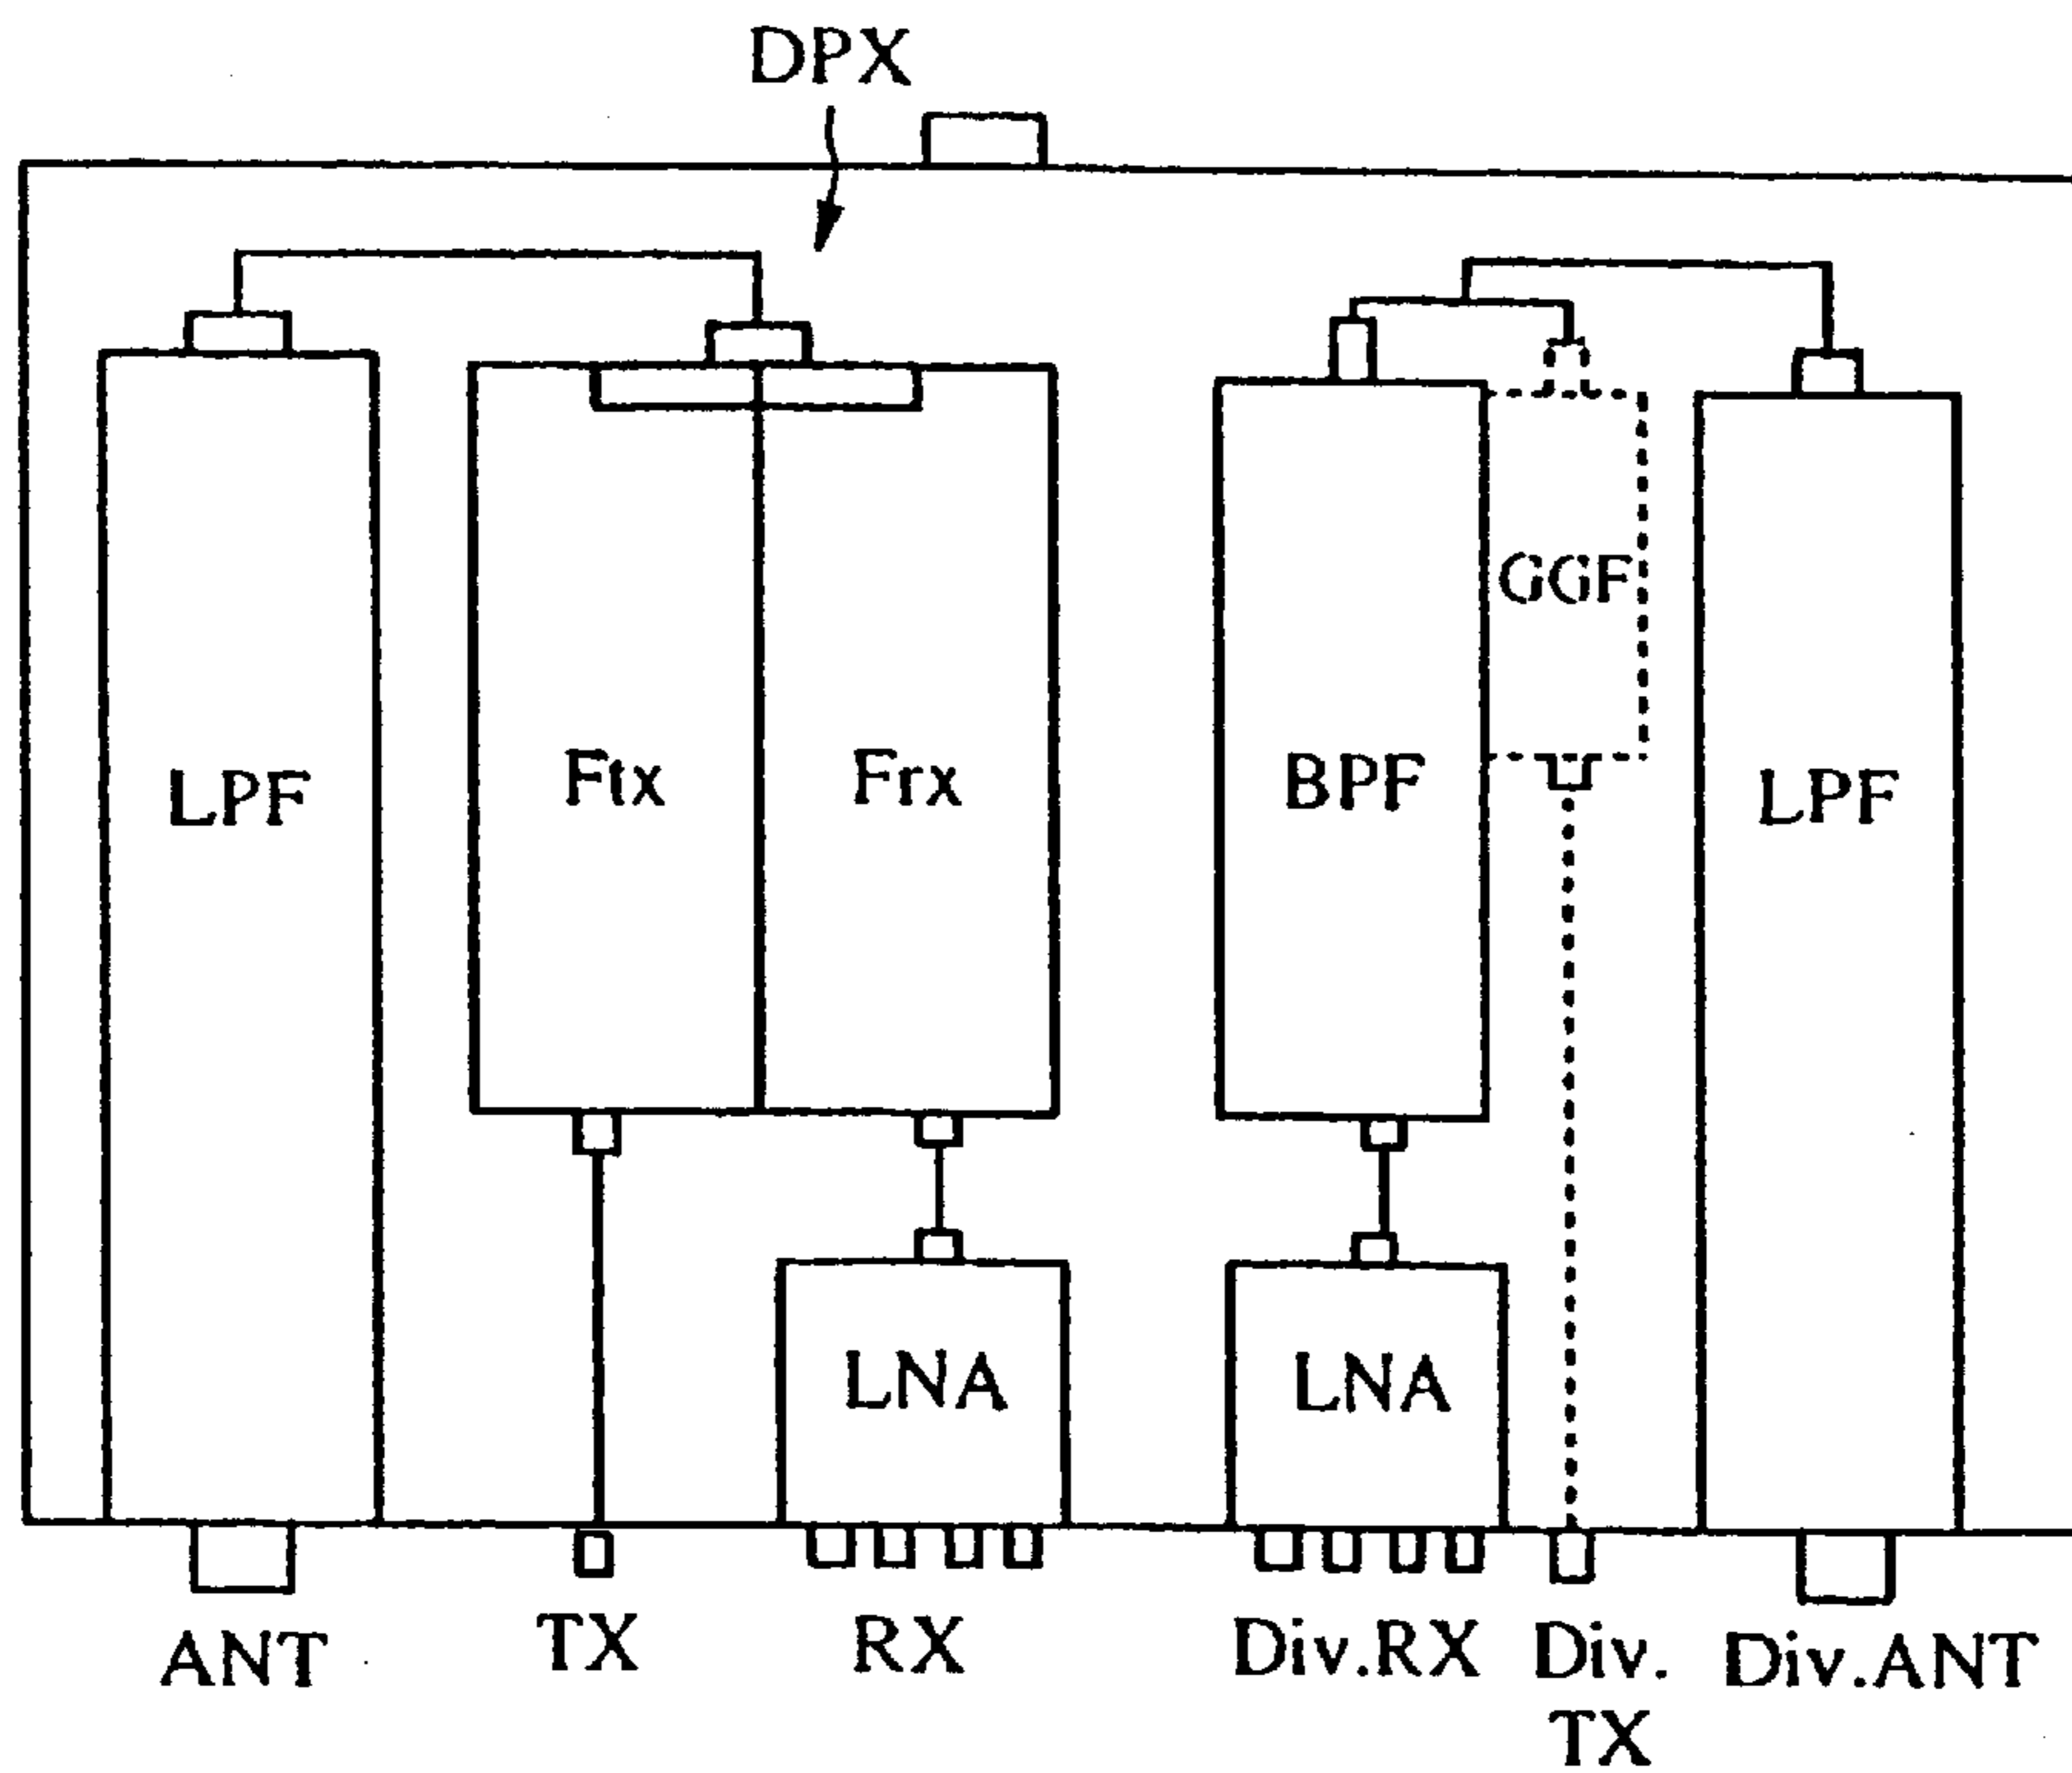 DPX
LPF
Ftx
Frx
BPF
GGF
LPF
LNA
LNA
ANT
TX
RX
Div.RX
Div.
TX
Div.ANT